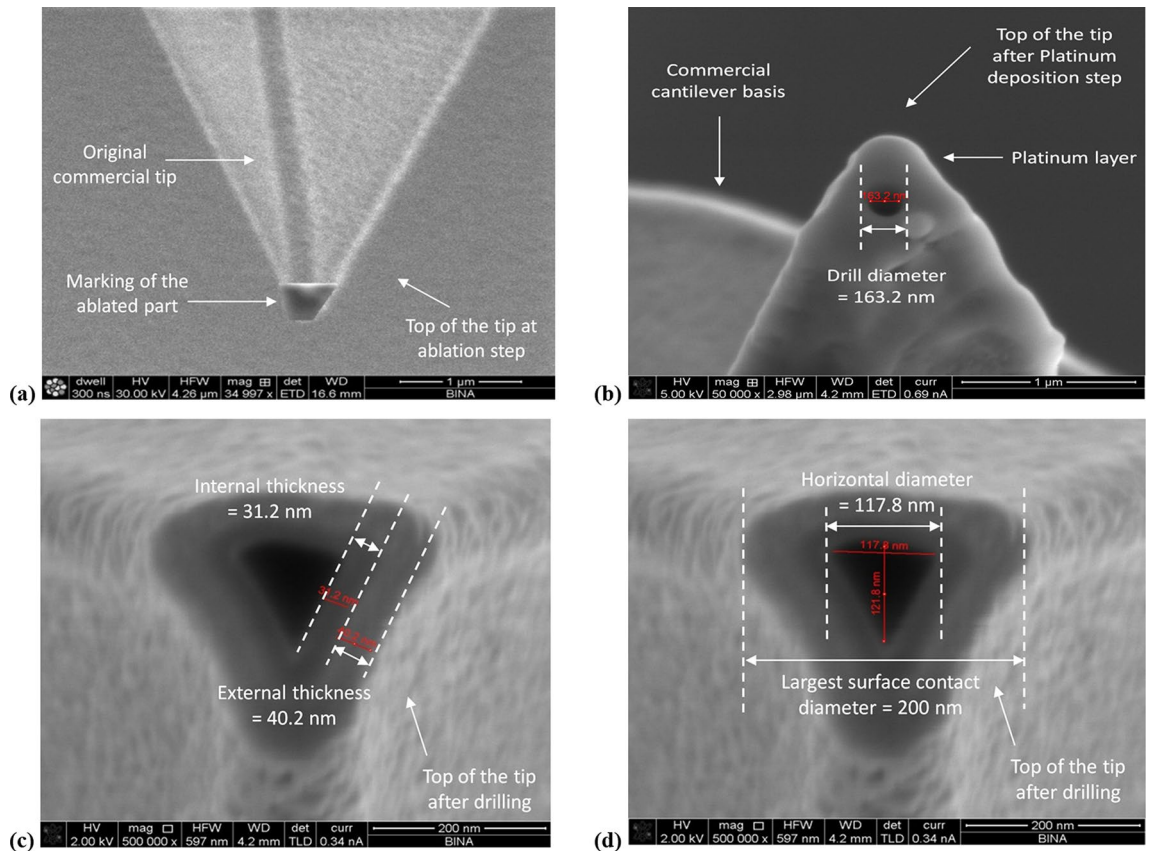 Original
commercial tip
Marking of the
ablated part
Top of the tip at
ablation step
dwell HV HFW mag det WD 1 µm
300 ns 30.00 kV 4.26 µm 34 997 x ETD 16.6 mm BINA
(a)
Commercial
cantilever basis
Top of the tip
after Platinum
deposition step
Platinum layer
163.2 nm
Drill diameter
= 163.2 nm
HV mag HFW WD det curr 1 µm
5.00 kV 50 000 x 2.98 µm 4.2 mm ETD 0.69 nA
(b)
Internal thickness
= 31.2 nm
31.2 nm
40.2 nm
External thickness
= 40.2 nm
Top of the tip
after drilling
HV mag HFW WD det curr 200 nm
2.00 kV 500 000 x 597 nm 4.2 mm TLD 0.34 nA BINA
(c)
Horizontal diameter
= 117.8 nm
117.8 nm
121.8 nm
Largest surface contact
diameter = 200 nm
Top of the tip
after drilling
HV mag HFW WD det curr 200 nm
2.00 kV 500 000 x 597 nm 4.2 mm TLD 0.34 nA BINA
(d)